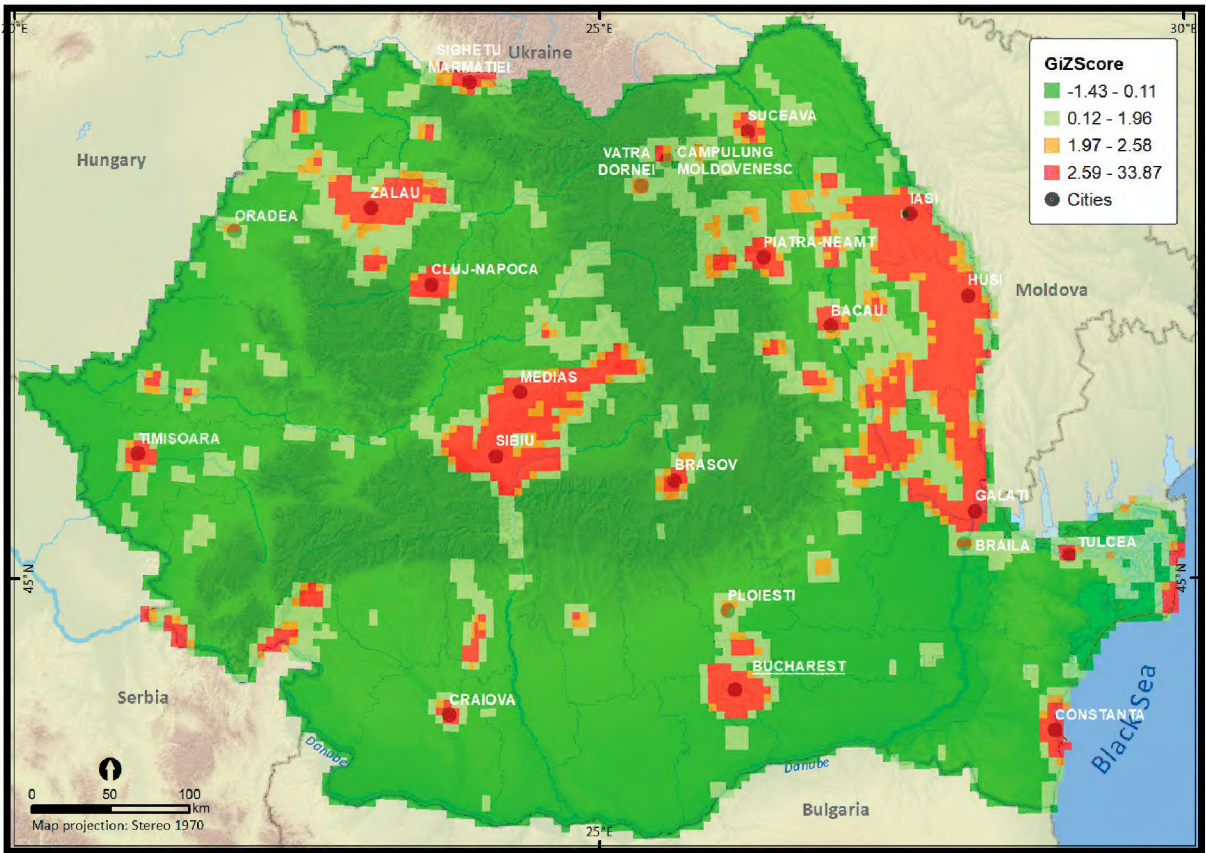 20°E
25°E
30°E
SIGHETU
MARMATIEI
Ukraine
GiZScore
-1.43 - 0.11
0.12 - 1.96
1.97 - 2.58
2.59 - 33.87
Cities
Hungary
SUCEAVA
VATRA
DORNEI
CAMPULUNG
MOLDOVENESC
ZALAU
IASI
ORADEA
PIATRA-NEAMT
CLUJ-NAPOCA
HUSI
Moldova
BACAU
MEDIAS
TIMISOARA
SIBIU
BRASOV
GALATI
BRAILA
TULCEA
45°N
45°N
PLOIESTI
BUCHAREST
Serbia
CRAIOVA
CONSTANTA
Black Sea
Danube
Danube
Bulgaria
0 50 100
km
Map projection: Stereo 1970
25°E